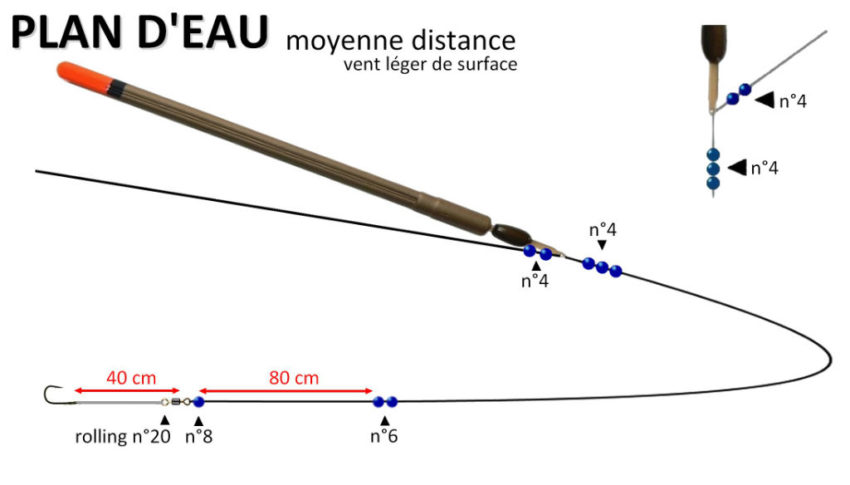 PLAN D'EAU moyenne distance
vent léger de surface
n°4
n°4
n°4
n°4
40 cm
80 cm
rolling n°20
n°8
n°6